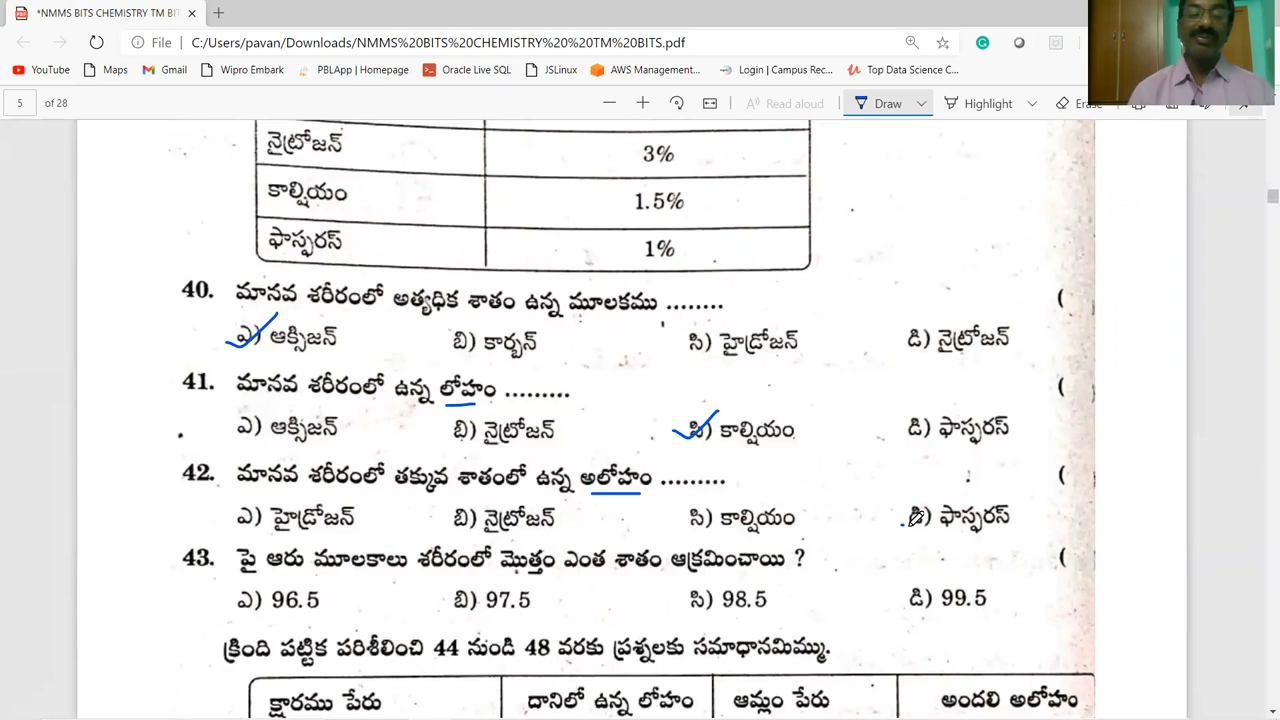 *NMMS BITS CHEMISTRY TM BIT
File C:/Users/pavan/Downloads/NMMS%20BITS%20CHEMISTRY%20%20TM%20BITS.pdf
YouTube Maps Gmail Wipro Embark PBLApp | Homepage Oracle Live SQL JSLinux AWS Management... Login | Campus Rec... Top Data Science C...
5 of 28 Read aloud Draw Highlight Erase
నైట్రోజన్ 3%
కాల్షియం 1.5%
ఫాస్ఫరస్ 1%
40. మానవ శరీరంలో అత్యధిక శాతం ఉన్న మూలకము ........ (
ఎ) ఆక్సిజన్ బి) కార్బన్ సి) హైడ్రోజన్ డి) నైట్రోజన్
41. మానవ శరీరంలో ఉన్న లోహం ......... (
ఎ) ఆక్సిజన్ బి) నైట్రోజన్ సి) కాల్షియం డి) ఫాస్ఫరస్
42. మానవ శరీరంలో తక్కువ శాతంలో ఉన్న అలోహం ......... (
ఎ) హైడ్రోజన్ బి) నైట్రోజన్ సి) కాల్షియం డి) ఫాస్ఫరస్
43. పై ఆరు మూలకాలు శరీరంలో మొత్తం ఎంత శాతం ఆక్రమించాయి ? (
ఎ) 96.5 బి) 97.5 సి) 98.5 డి) 99.5
క్రింది పట్టిక పరిశీలించి 44 నుండి 48 వరకు ప్రశ్నలకు సమాధానమిమ్ము.
క్షారము పేరు దానిలో ఉన్న లోహం ఆమ్లం పేరు అందలి అలోహం